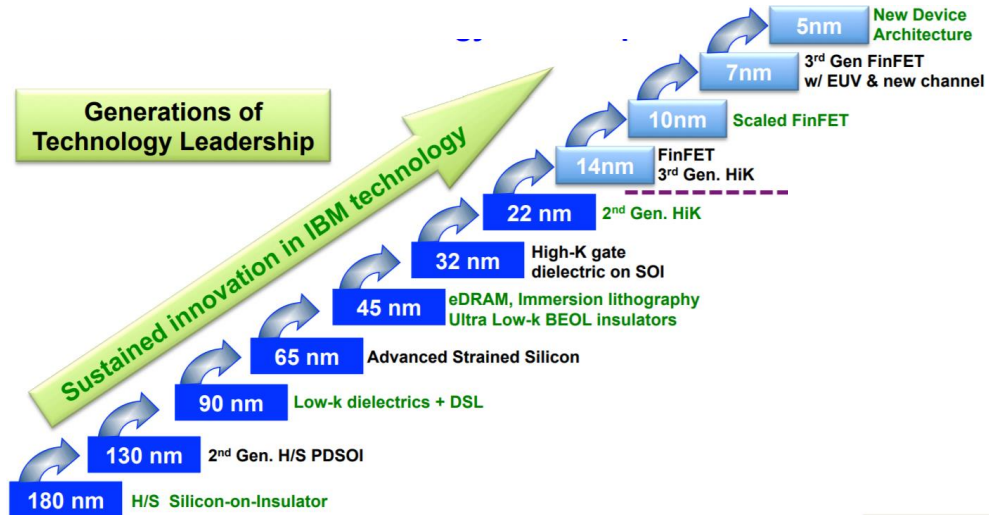 5nm
New Device
Architecture
7nm
3rd Gen FinFET
w/ EUV & new channel
Generations of
Technology Leadership
10nm
Scaled FinFET
Sustained innovation in IBM technology
14nm
FinFET
3rd Gen. HiK
22 nm
2nd Gen. HiK
32 nm
High-K gate
dielectric on SOI
45 nm
eDRAM, Immersion lithography
Ultra Low-k BEOL insulators
65 nm
Advanced Strained Silicon
90 nm
Low-k dielectrics + DSL
130 nm
2nd Gen. H/S PDSOI
180 nm
H/S Silicon-on-Insulator